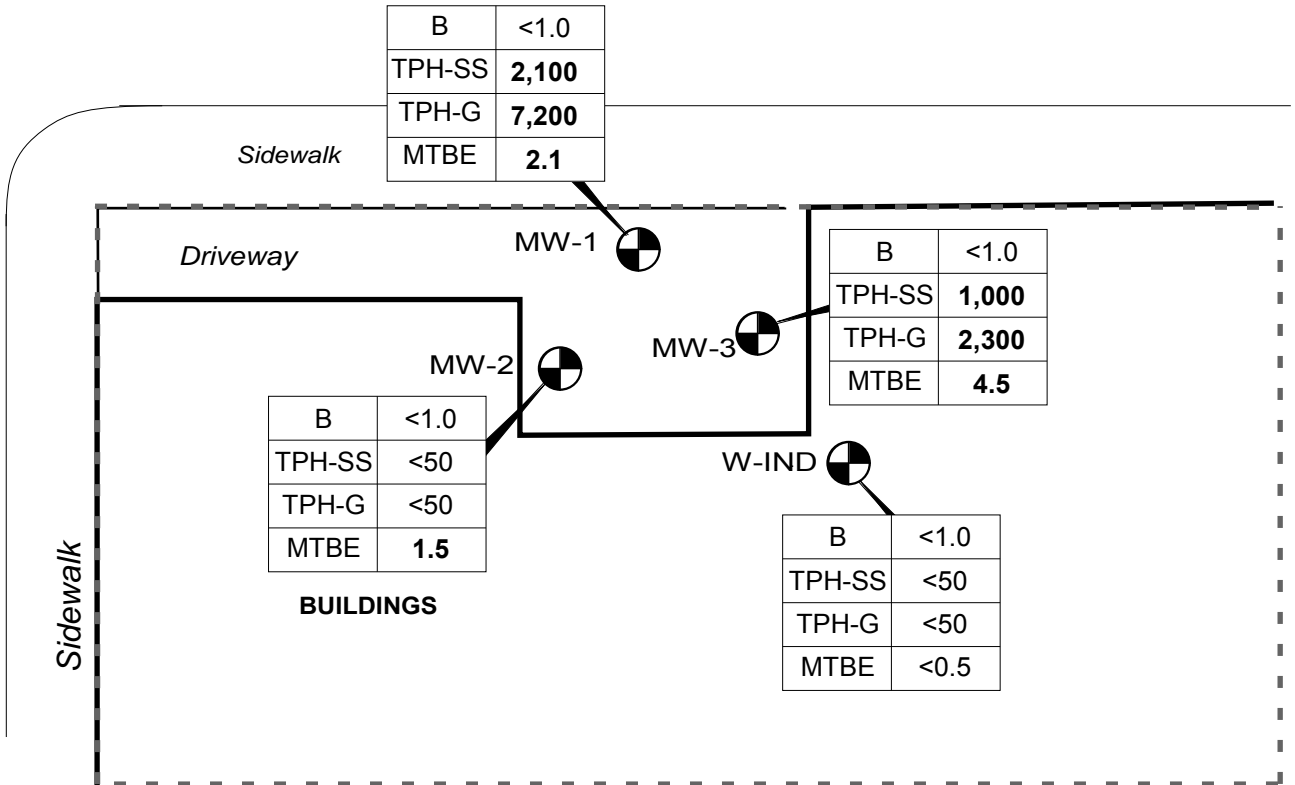 B <1.0
TPH-SS 2,100
TPH-G 7,200
MTBE 2.1
Sidewalk
Driveway
MW-1
B <1.0
TPH-SS 1,000
TPH-G 2,300
MTBE 4.5
MW-3
MW-2
B <1.0
TPH-SS <50
TPH-G <50
MTBE 1.5
W-IND
B <1.0
TPH-SS <50
TPH-G <50
MTBE <0.5
BUILDINGS
Sidewalk